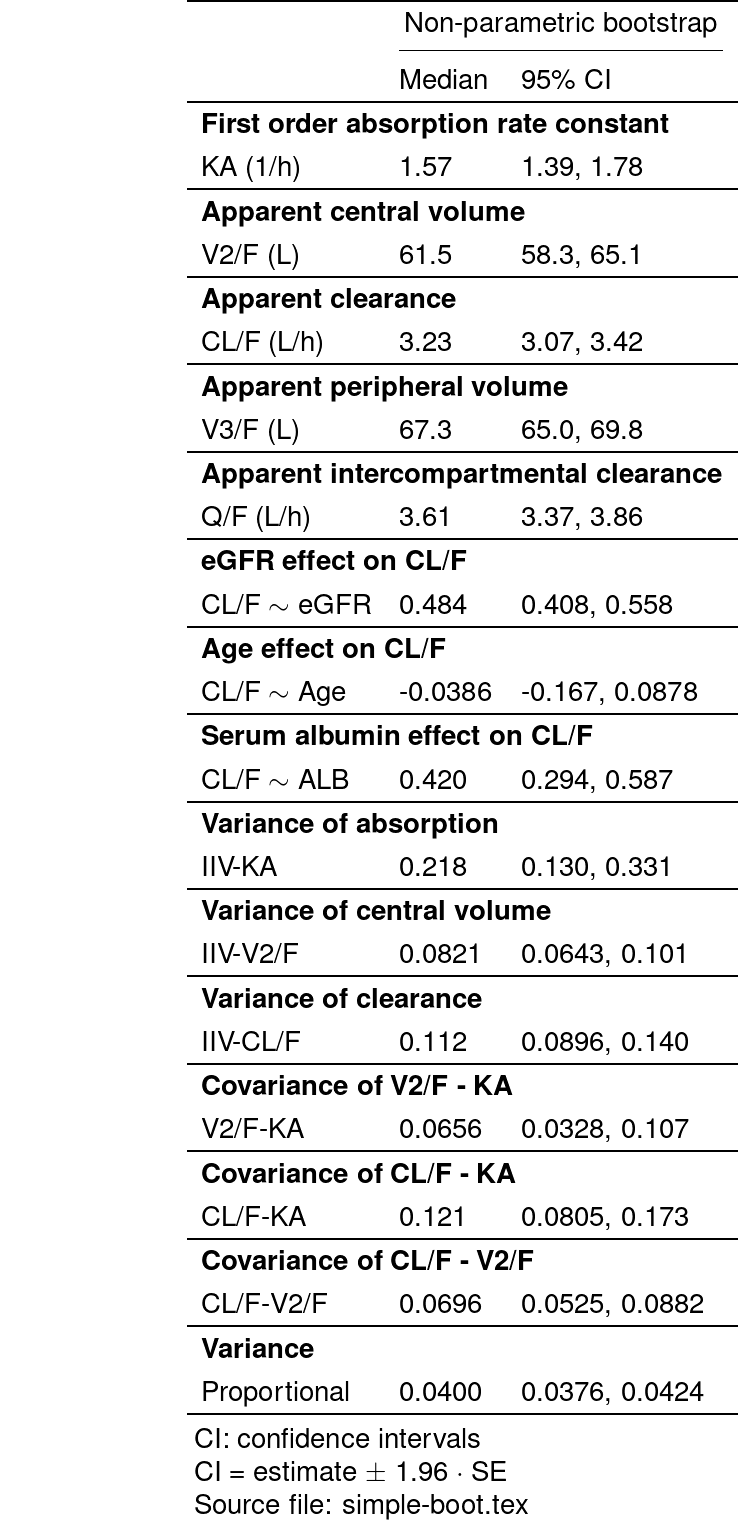 Non-parametric bootstrap
Median 95% CI
First order absorption rate constant
KA (1/h) 1.57 1.39, 1.78
Apparent central volume
V2/F (L) 61.5 58.3, 65.1
Apparent clearance
CL/F (L/h) 3.23 3.07, 3.42
Apparent peripheral volume
V3/F (L) 67.3 65.0, 69.8
Apparent intercompartmental clearance
Q/F (L/h) 3.61 3.37, 3.86
eGFR effect on CL/F
CL/F ∼ eGFR 0.484 0.408, 0.558
Age effect on CL/F
CL/F ∼ Age -0.0386 -0.167, 0.0878
Serum albumin effect on CL/F
CL/F ∼ ALB 0.420 0.294, 0.587
Variance of absorption
IIV-KA 0.218 0.130, 0.331
Variance of central volume
IIV-V2/F 0.0821 0.0643, 0.101
Variance of clearance
IIV-CL/F 0.112 0.0896, 0.140
Covariance of V2/F - KA
V2/F-KA 0.0656 0.0328, 0.107
Covariance of CL/F - KA
CL/F-KA 0.121 0.0805, 0.173
Covariance of CL/F - V2/F
CL/F-V2/F 0.0696 0.0525, 0.0882
Variance
Proportional 0.0400 0.0376, 0.0424
CI: confidence intervals
CI = estimate ± 1.96 · SE
Source file: simple-boot.tex